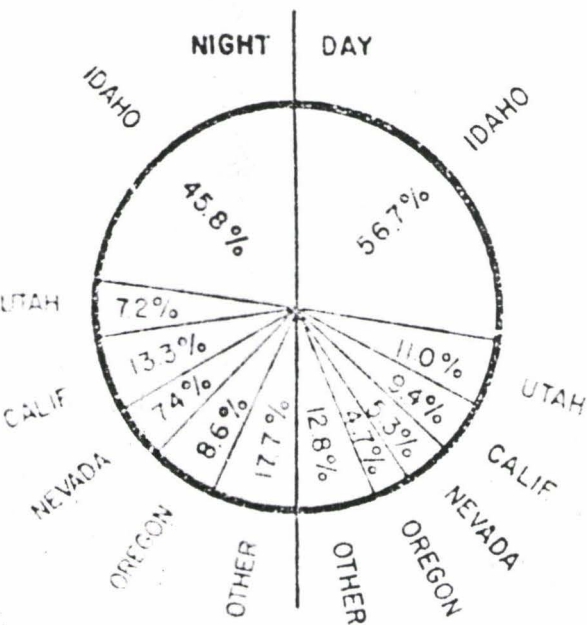 NIGHT DAY
IDAHO
IDAHO
45.8%
56.7%
UTAH
7.2%
11.0%
UTAH
CALIF
13.3%
9.4%
CALIF.
NEVADA
7.4%
5.3%
NEVADA
OREGON
8.6%
4.7%
OREGON
OTHER
17.7%
12.8%
OTHER